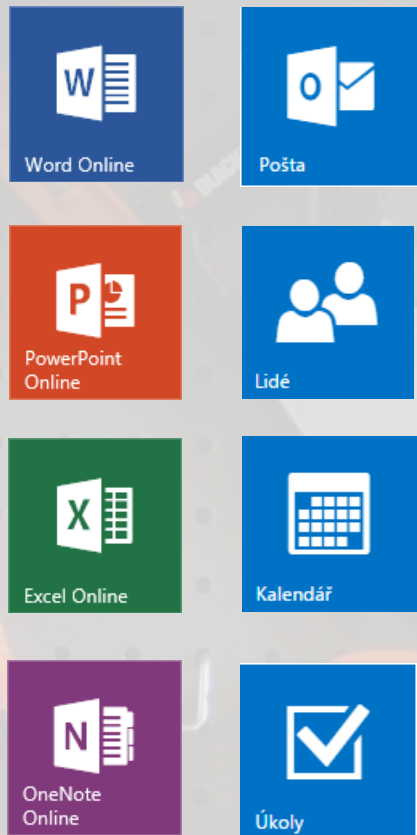 W
Word Online
O
Pošta
P
PowerPoint
Online
Lidé
X
Excel Online
Kalendář
N
OneNote
Online
Úkoly